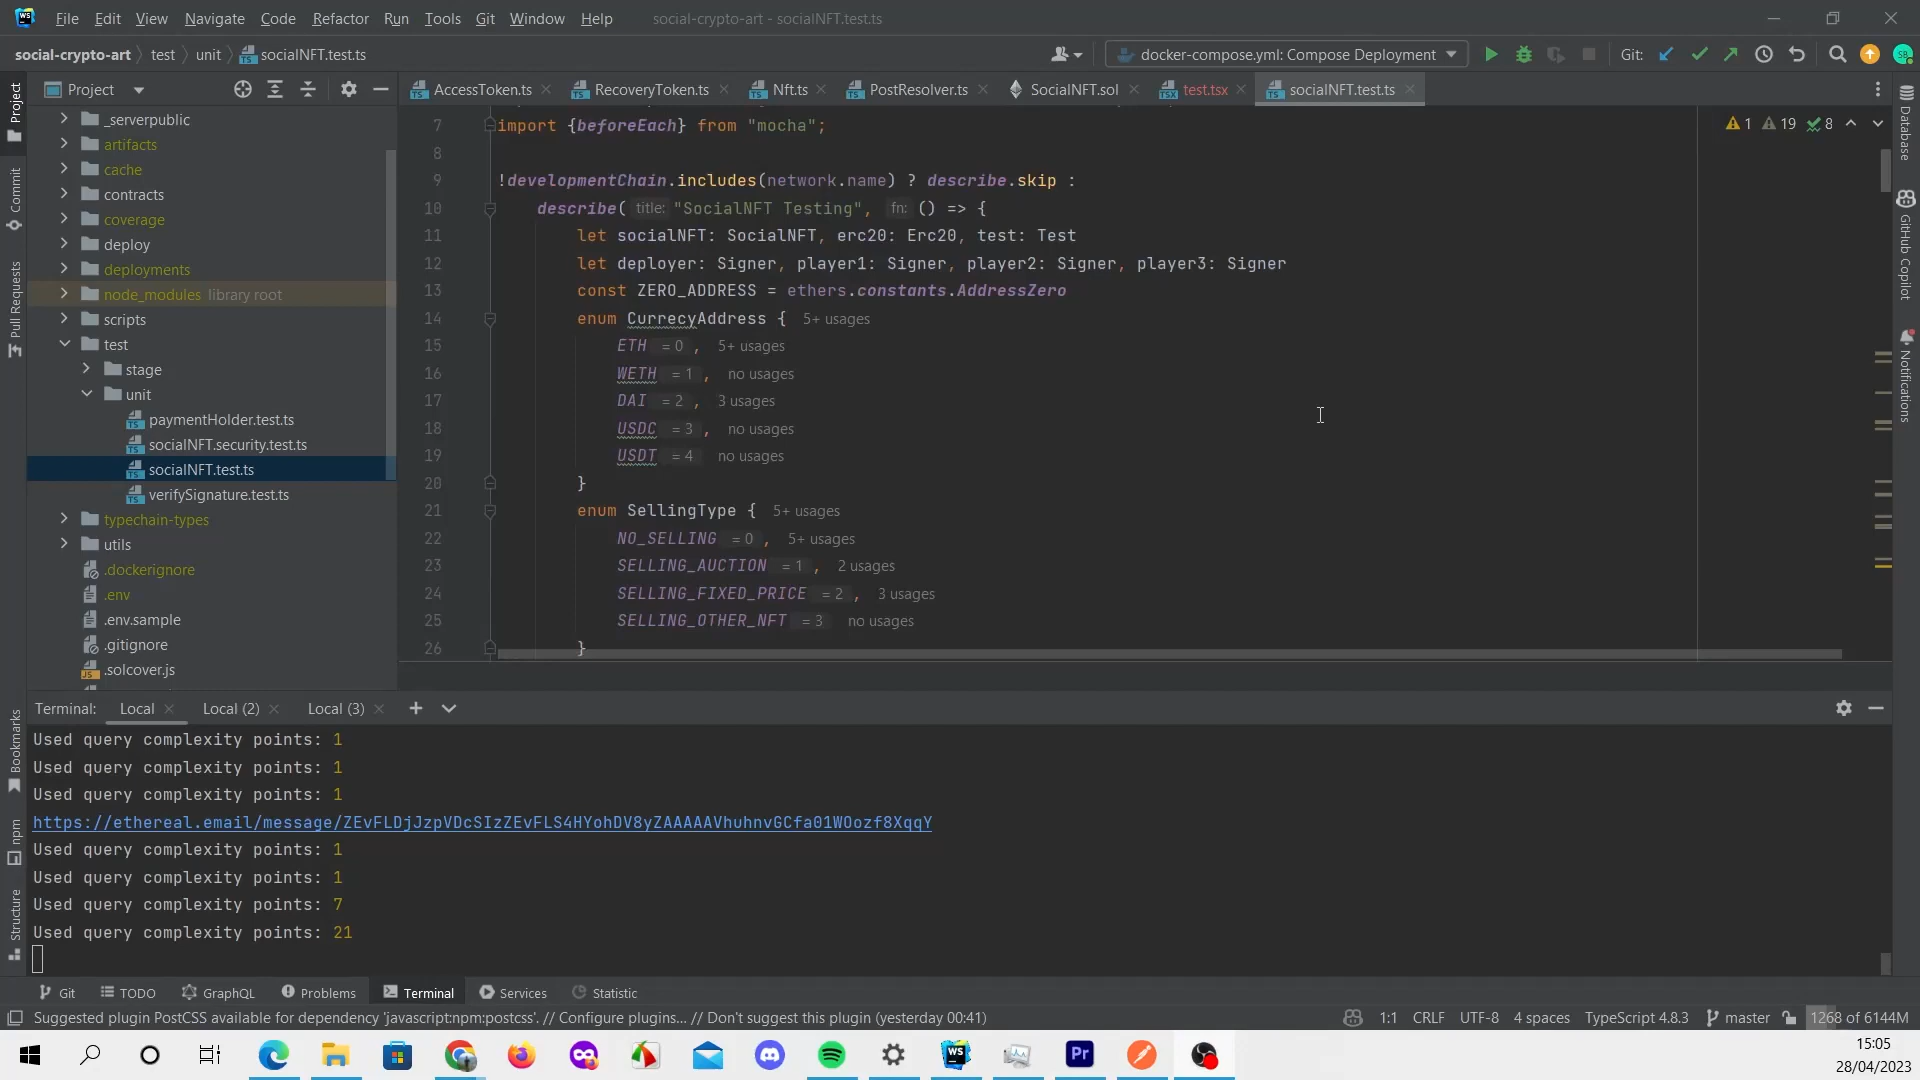 File Edit View Navigate Code Refactor Run Tools Git Window Help social-crypto-art - socialNFT.test.ts
social-crypto-art test unit socialNFT.test.ts docker-compose.yml: Compose Deployment Git:
Project
AccessToken.ts RecoveryToken.ts Nft.ts PostResolver.ts SocialNFT.sol test.tsx socialNFT.test.ts
1 19 8
_serverpublic
artifacts
cache
contracts
coverage
deploy
deployments
node_modules library root
scripts
test
stage
unit
paymentHolder.test.ts
socialNFT.security.test.ts
socialNFT.test.ts
verifySignature.test.ts
typechain-types
utils
.dockerignore
.env
.env.sample
.gitignore
.solcover.js
7 import {beforeEach} from "mocha";
8
9 !developmentChain.includes(network.name) ? describe.skip :
10 describe( title: "SocialNFT Testing", fn: () => {
11 let socialNFT: SocialNFT, erc20: Erc20, test: Test
12 let deployer: Signer, player1: Signer, player2: Signer, player3: Signer
13 const ZERO_ADDRESS = ethers.constants.AddressZero
14 enum CurrecyAddress { 5+ usages
15 ETH = 0 , 5+ usages
16 WETH = 1 , no usages
17 DAI = 2 , 3 usages
18 USDC = 3 , no usages
19 USDT = 4 no usages
20 }
21 enum SellingType { 5+ usages
22 NO_SELLING = 0 , 5+ usages
23 SELLING_AUCTION = 1 , 2 usages
24 SELLING_FIXED_PRICE = 2 , 3 usages
25 SELLING_OTHER_NFT = 3 no usages
26 }
Project
Commit
Pull Requests
Bookmarks
npm
Structure
Database
GitHub Copilot
Notifications
Terminal: Local Local (2) Local (3)
Used query complexity points: 1
Used query complexity points: 1
Used query complexity points: 1
https://ethereal.email/message/ZEvFLDjJzpVDcSIzZEvFLS4HYohDV8yZAAAAAVhuhnvGCfa01WOozf8XqqY
Used query complexity points: 1
Used query complexity points: 1
Used query complexity points: 7
Used query complexity points: 21
Git TODO GraphQL Problems Terminal Services Statistic
Suggested plugin PostCSS available for dependency 'javascript:npm:postcss'. // Configure plugins... // Don't suggest this plugin (yesterday 00:41) 1:1 CRLF UTF-8 4 spaces TypeScript 4.8.3 master 1268 of 6144M
15:05
28/04/2023